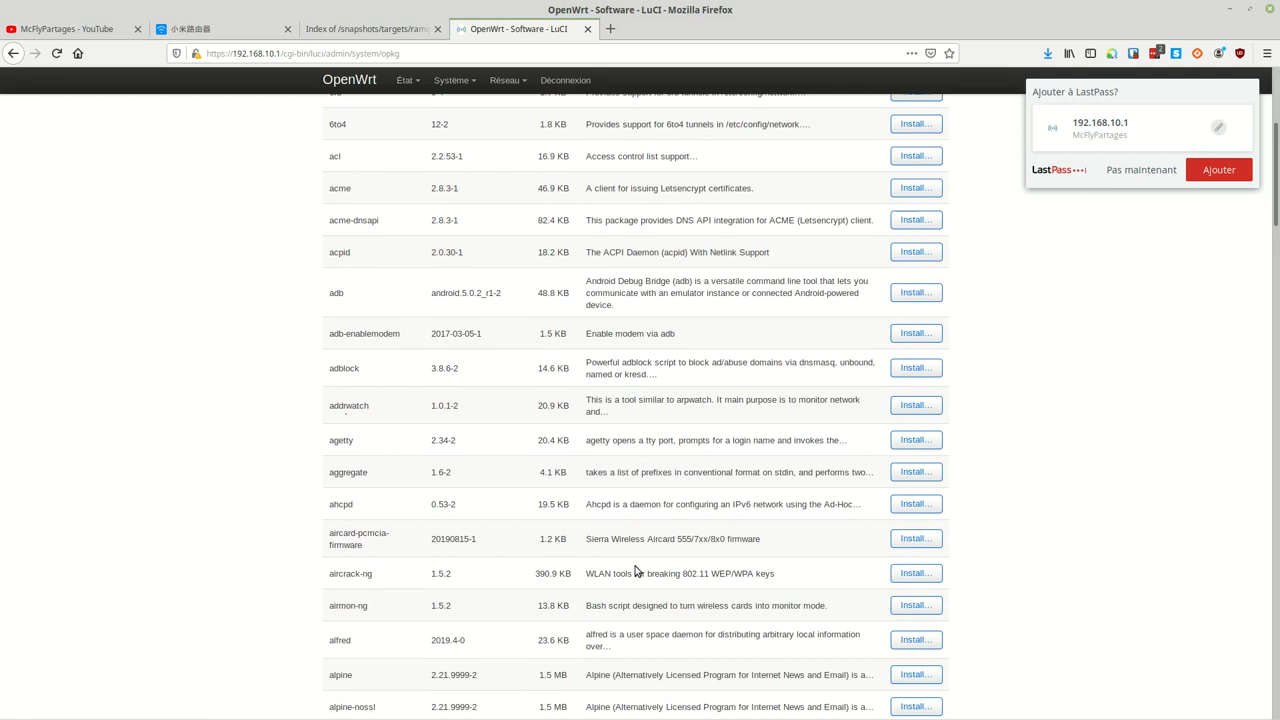 OpenWrt - Software - LuCI - Mozilla Firefox
McFlyPartages - YouTube
小米路由器
Index of /snapshots/targets/rams
OpenWrt - Software - LuCI
https://192.168.10.1/cgi-bin/luci/admin/system/opkg
2
OpenWrt
État
Système
Réseau
Déconnexion
Ajouter à LastPass?
192.168.10.1
McFlyPartages
LastPass
Pas maintenant
Ajouter
6to4 12-2 1.8 KB Provides support for 6to4 tunnels in /etc/config/network.… Install…
acl 2.2.53-1 16.9 KB Access control list support… Install…
acme 2.8.3-1 46.9 KB A client for issuing Letsencrypt certificates. Install…
acme-dnsapi 2.8.3-1 82.4 KB This package provides DNS API integration for ACME (Letsencrypt) client. Install…
acpid 2.0.30-1 18.2 KB The ACPI Daemon (acpid) With Netlink Support Install…
Android Debug Bridge (adb) is a versatile command line tool that lets you
adb android.5.0.2_r1-2 48.8 KB communicate with an emulator instance or connected Android-powered Install…
device.
adb-enablemodem 2017-03-05-1 1.5 KB Enable modem via adb Install…
Powerful adblock script to block ad/abuse domains via dnsmasq, unbound,
adblock 3.8.6-2 14.6 KB Install…
named or kresd.…
This is a tool similar to arpwatch. It main purpose is to monitor network
addrwatch 1.0.1-2 20.9 KB Install…
and…
agetty 2.34-2 20.4 KB agetty opens a tty port, prompts for a login name and invokes the… Install…
aggregate 1.6-2 4.1 KB takes a list of prefixes in conventional format on stdin, and performs two… Install…
ahcpd 0.53-2 19.5 KB Ahcpd is a daemon for configuring an IPv6 network using the Ad-Hoc… Install…
aircard-pcmcia-
firmware 20190815-1 1.2 KB Sierra Wireless Aircard 555/7xx/8x0 firmware Install…
aircrack-ng 1.5.2 390.9 KB WLAN tools for breaking 802.11 WEP/WPA keys Install…
airmon-ng 1.5.2 13.8 KB Bash script designed to turn wireless cards into monitor mode. Install…
alfred is a user space daemon for distributing arbitrary local information
alfred 2019.4-0 23.6 KB Install…
over…
alpine 2.21.9999-2 1.5 MB Alpine (Alternatively Licensed Program for Internet News and Email) is a… Install…
alpine-nossl 2.21.9999-2 1.5 MB Alpine (Alternatively Licensed Program for Internet News and Email) is a… Install…